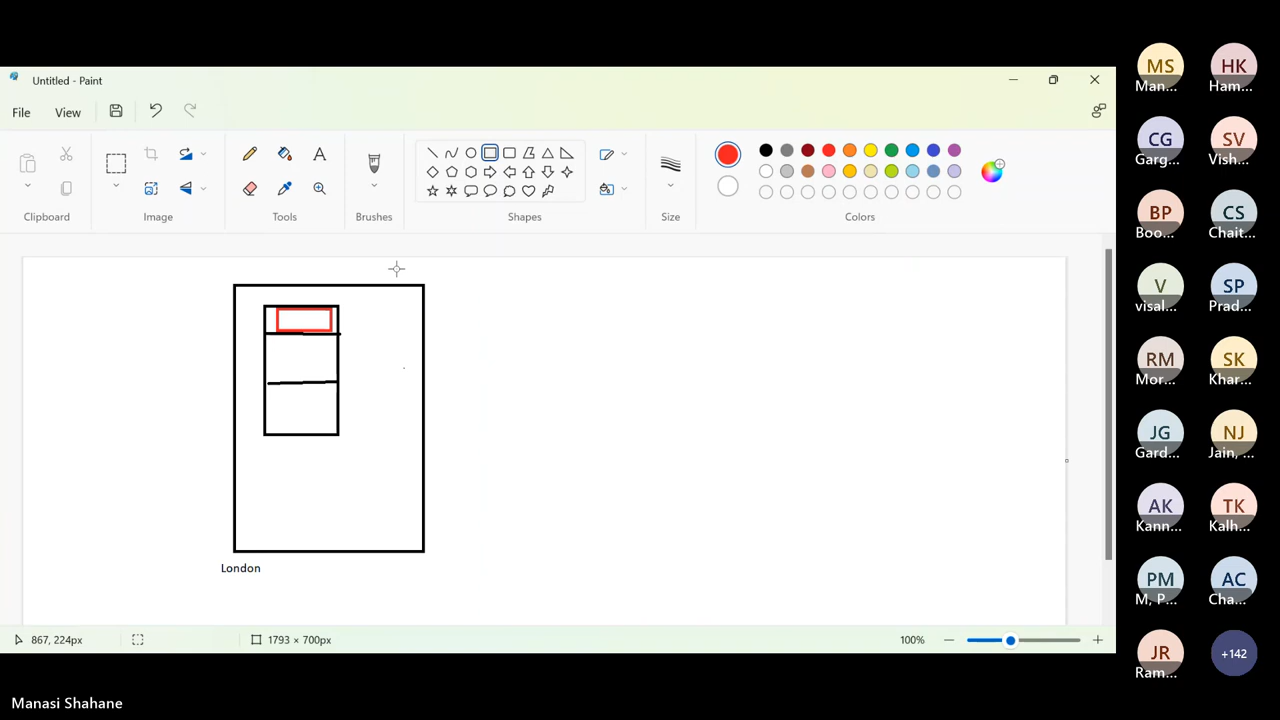 Untitled - Paint
File View
Clipboard
Image
Tools
Brushes
Shapes
Size
Colors
London
867, 224px
1793 × 700px
100%
MS
Man...
HK
Ham...
CG
Garg...
SV
Vish...
BP
Boo...
CS
Chait...
V
visal...
SP
Prad...
RM
Mor...
SK
Khar...
JG
Gard...
NJ
Jain, ...
AK
Kann...
TK
Kalh...
PM
M, P...
AC
Cha...
JR
Ram...
+142
Manasi Shahane